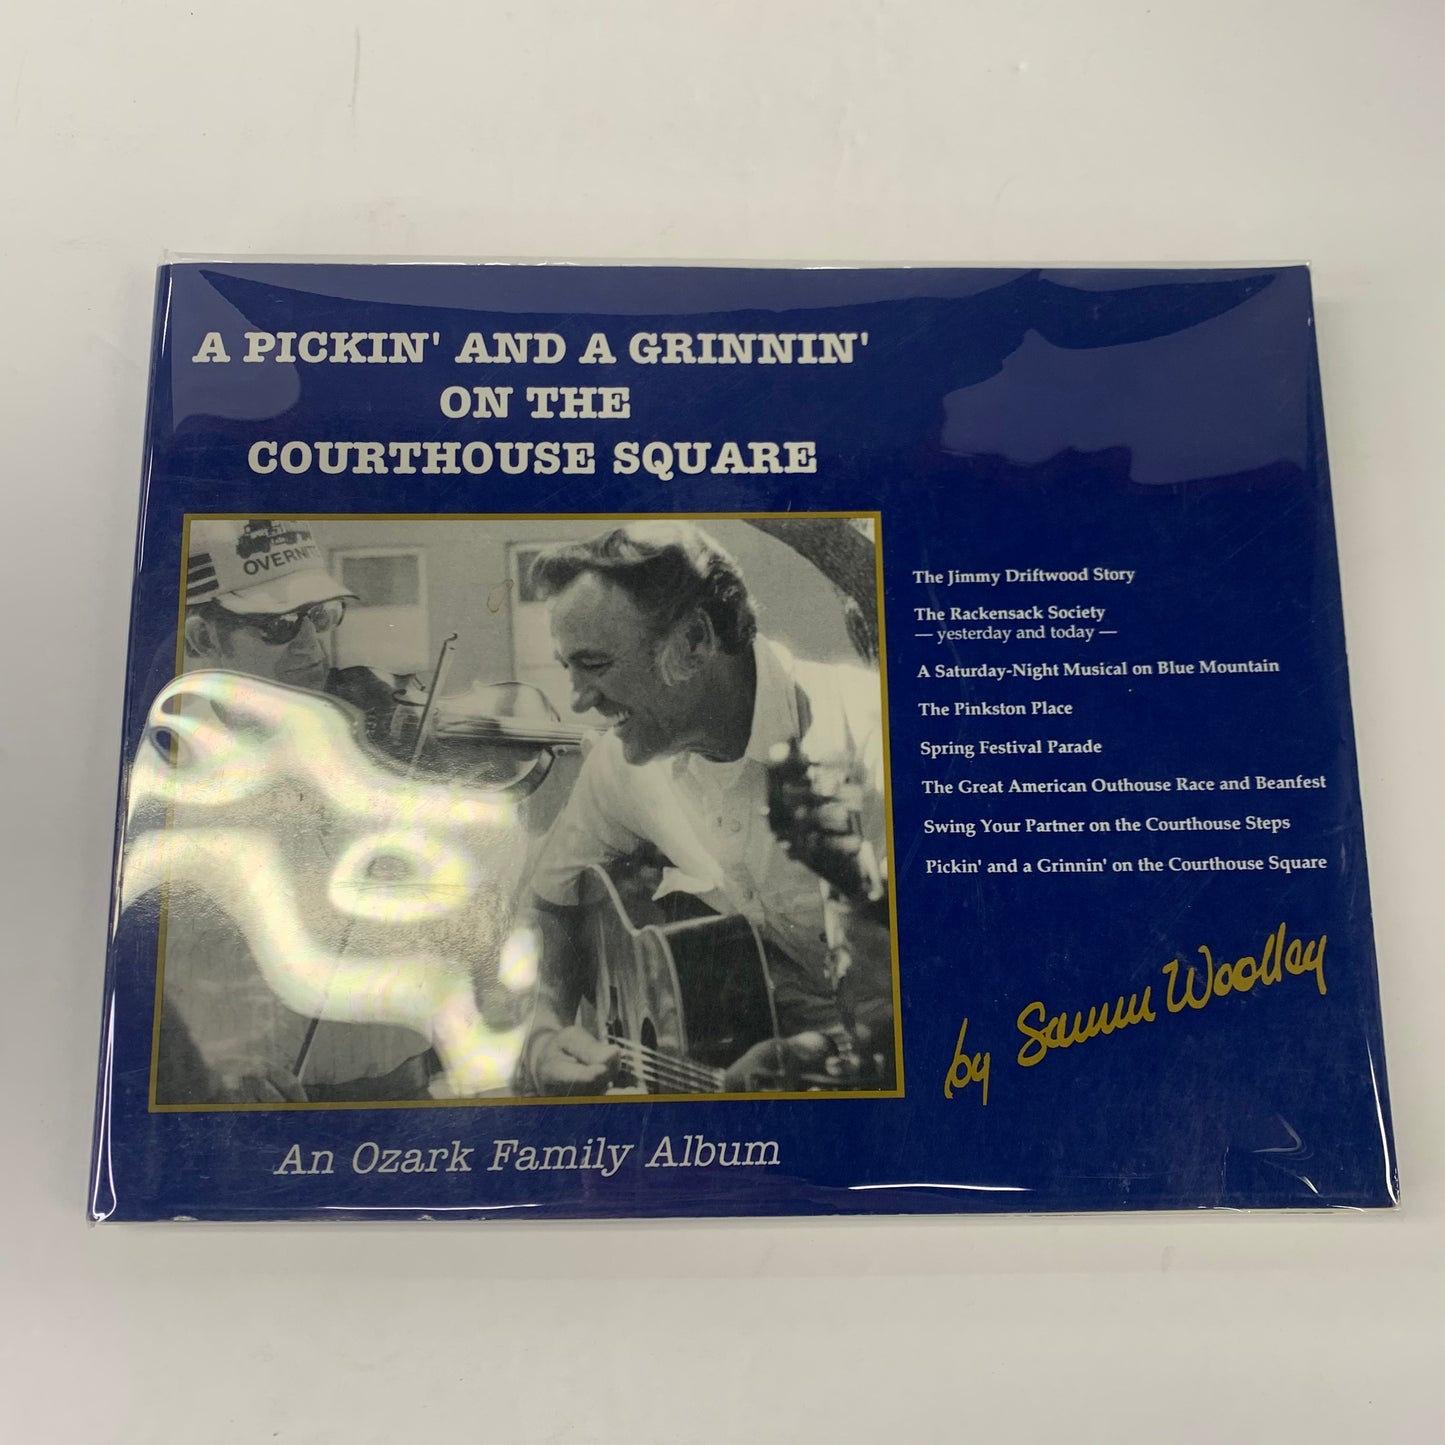 A PICKIN' AND A GRINNIN'
ON THE
COURTHOUSE SQUARE
The Jimmy Driftwood Story
The Rackensack Society
— yesterday and today —
A Saturday-Night Musical on Blue Mountain
The Pinkston Place
Spring Festival Parade
The Great American Outhouse Race and Beanfest
Swing Your Partner on the Courthouse Steps
Pickin' and a Grinnin' on the Courthouse Square
by Sammi Woolley
An Ozark Family Album